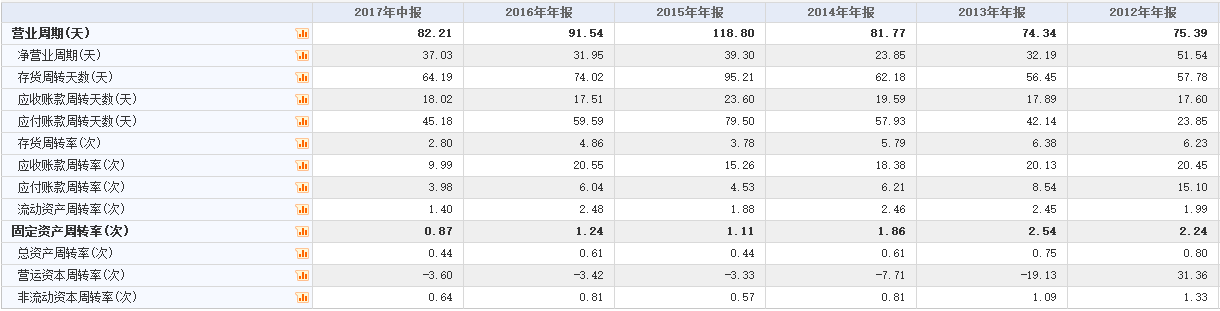 2017年中报 2016年年报 2015年年报 2014年年报 2013年年报 2012年年报
营业周期(天) 82.21 91.54 118.80 81.77 74.34 75.39
净营业周期(天) 37.03 31.95 39.30 23.85 32.19 51.54
存货周转天数(天) 64.19 74.02 95.21 62.18 56.45 57.78
应收账款周转天数(天) 18.02 17.51 23.60 19.59 17.89 17.60
应付账款周转天数(天) 45.18 59.59 79.50 57.93 42.14 23.85
存货周转率(次) 2.80 4.86 3.78 5.79 6.38 6.23
应收账款周转率(次) 9.99 20.55 15.26 18.38 20.13 20.45
应付账款周转率(次) 3.98 6.04 4.53 6.21 8.54 15.10
流动资产周转率(次) 1.40 2.48 1.88 2.46 2.45 1.99
固定资产周转率(次) 0.87 1.24 1.11 1.86 2.54 2.24
总资产周转率(次) 0.44 0.61 0.44 0.61 0.75 0.80
营运资本周转率(次) -3.60 -3.42 -3.33 -7.71 -19.13 31.36
非流动资本周转率(次) 0.64 0.81 0.57 0.81 1.09 1.33